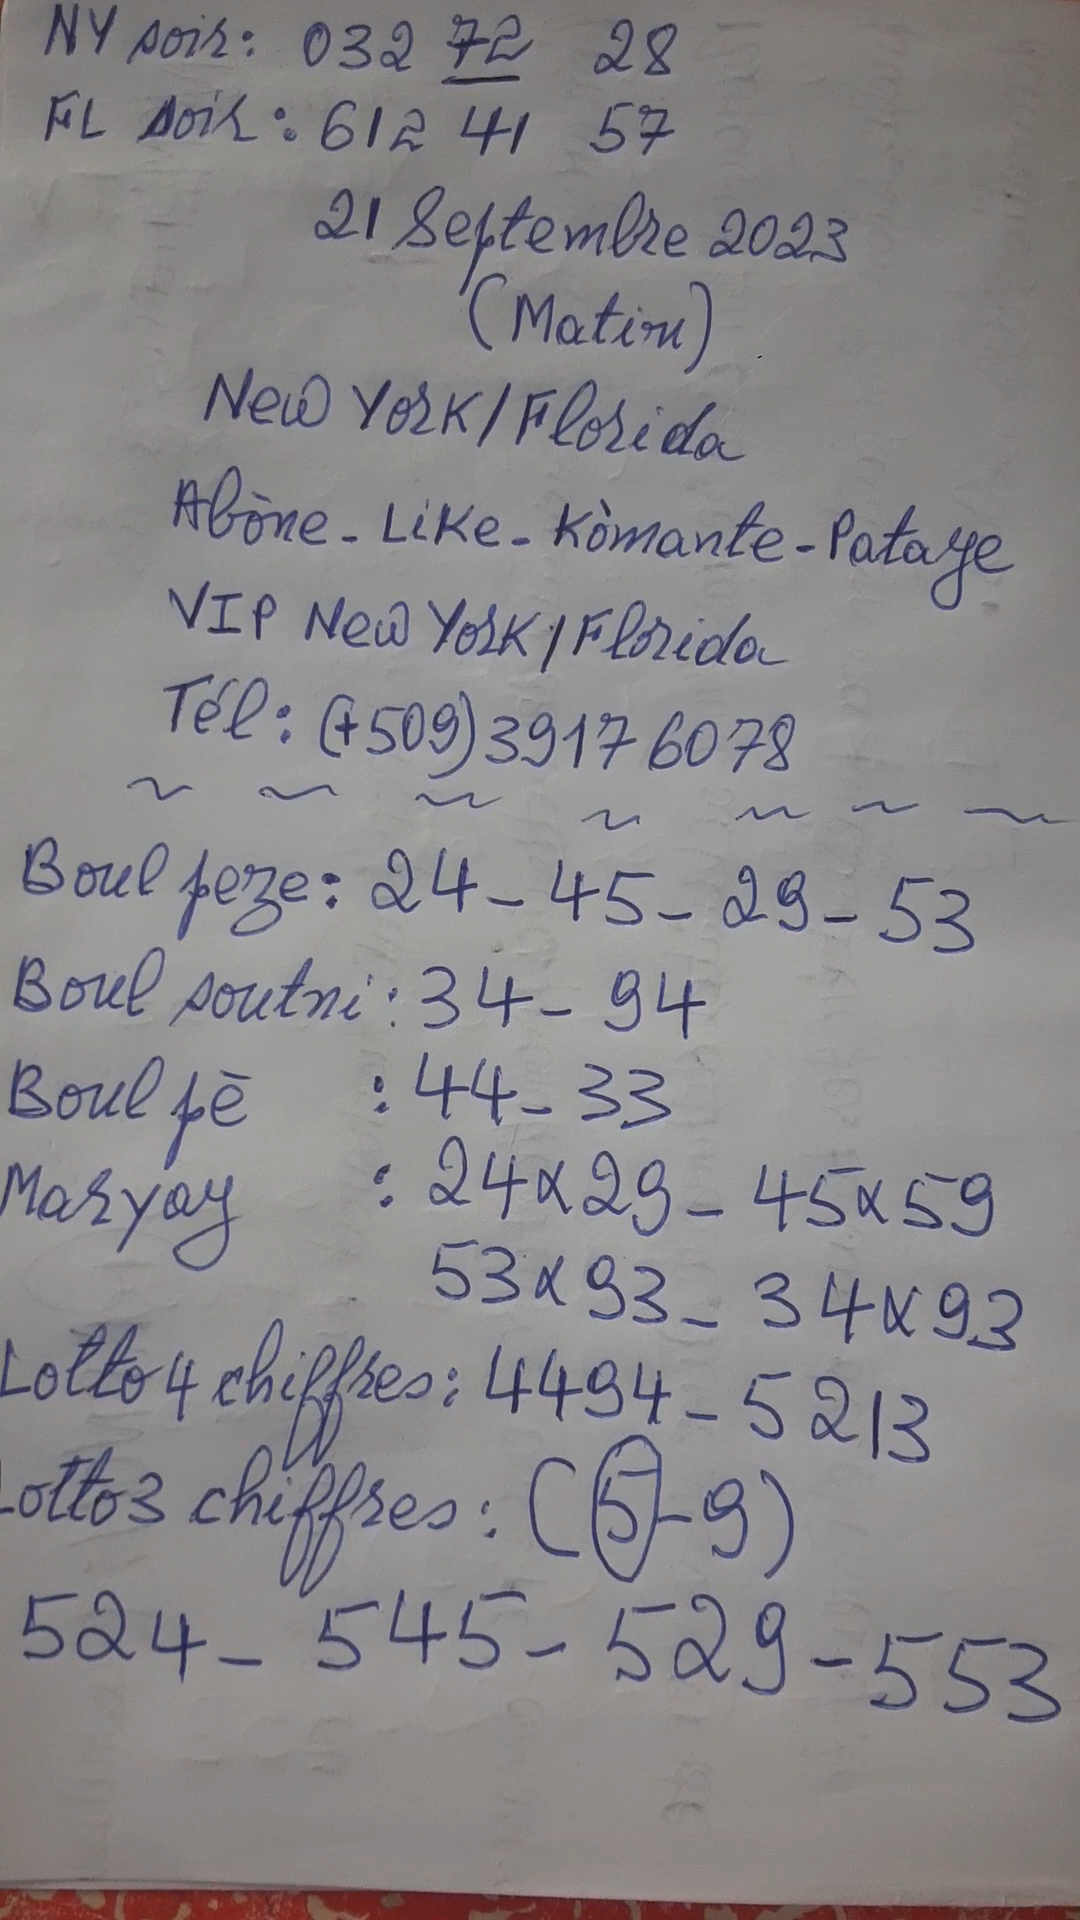 NY soir: 032 72 28
FL soir: 612 41 57
21 Septembre 2023
(Matin)
New York/Florida
Abòne - Like - Kòmante - Pataje
VIP New York/Florida
Tél: (+509) 3917 6078
~ ~ ~ ~ ~ ~ ~
Boul peze: 24 - 45 - 29 - 53
Boul soutni: 34 - 94
Boul pè : 44 - 33
Maryay : 24x29 - 45x59
53x93 - 34x93
Lotto 4 chiffres: 4494 - 5213
Lotto3 chiffres: (5-9)
524 - 545 - 529 - 553